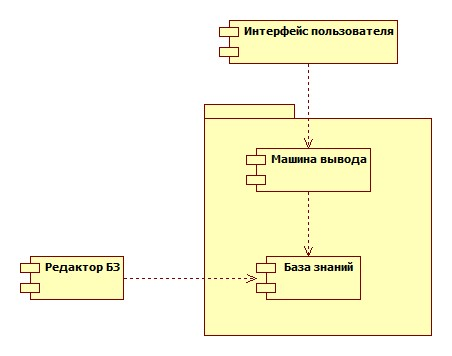 Интерфейс пользователя
Машина вывода
Редактор БЗ
База знаний